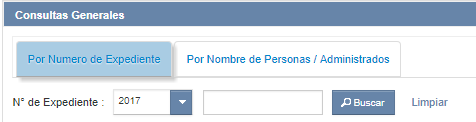 Consultas Generales
Por Numero de Expediente Por Nombre de Personas / Administrados
N° de Expediente : 2017 Buscar Limpiar